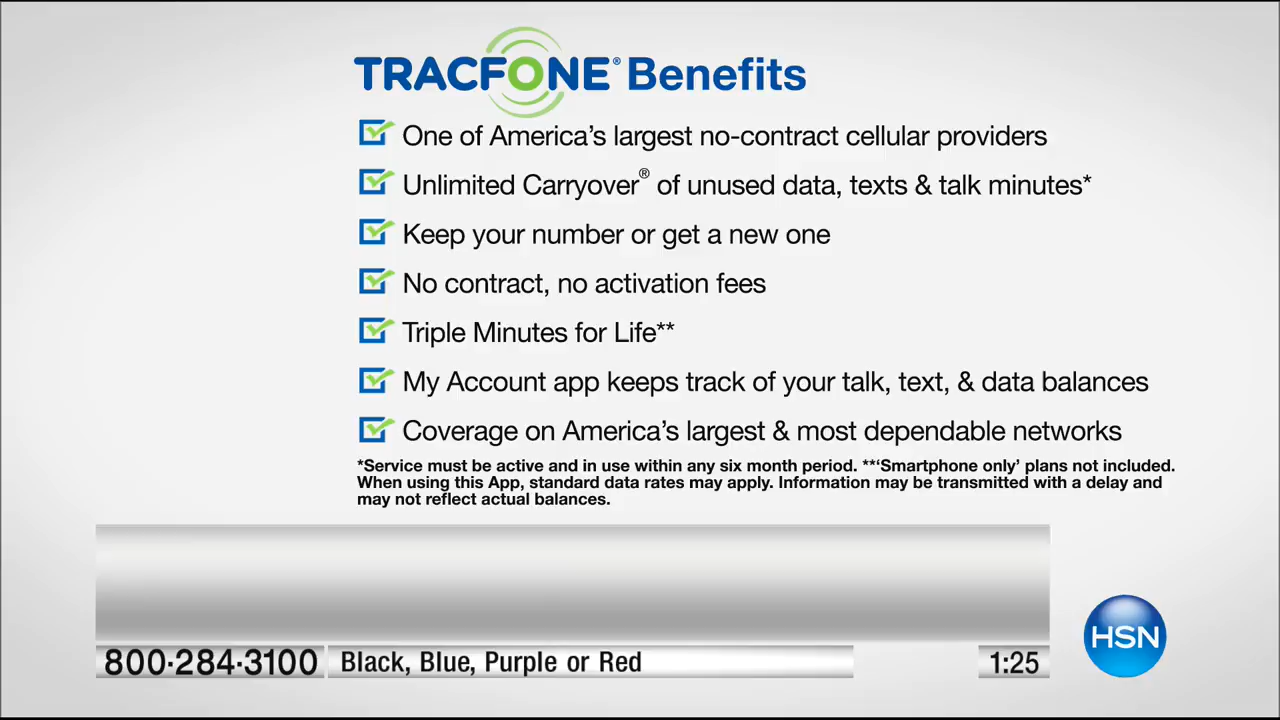 TRACFONE® Benefits
One of America's largest no-contract cellular providers
Unlimited Carryover® of unused data, texts & talk minutes*
Keep your number or get a new one
No contract, no activation fees
Triple Minutes for Life**
My Account app keeps track of your talk, text, & data balances
Coverage on America's largest & most dependable networks
*Service must be active and in use within any six month period. **‘Smartphone only’ plans not included.
When using this App, standard data rates may apply. Information may be transmitted with a delay and
may not reflect actual balances.
HSN
800·284·3100 Black, Blue, Purple or Red 1:25